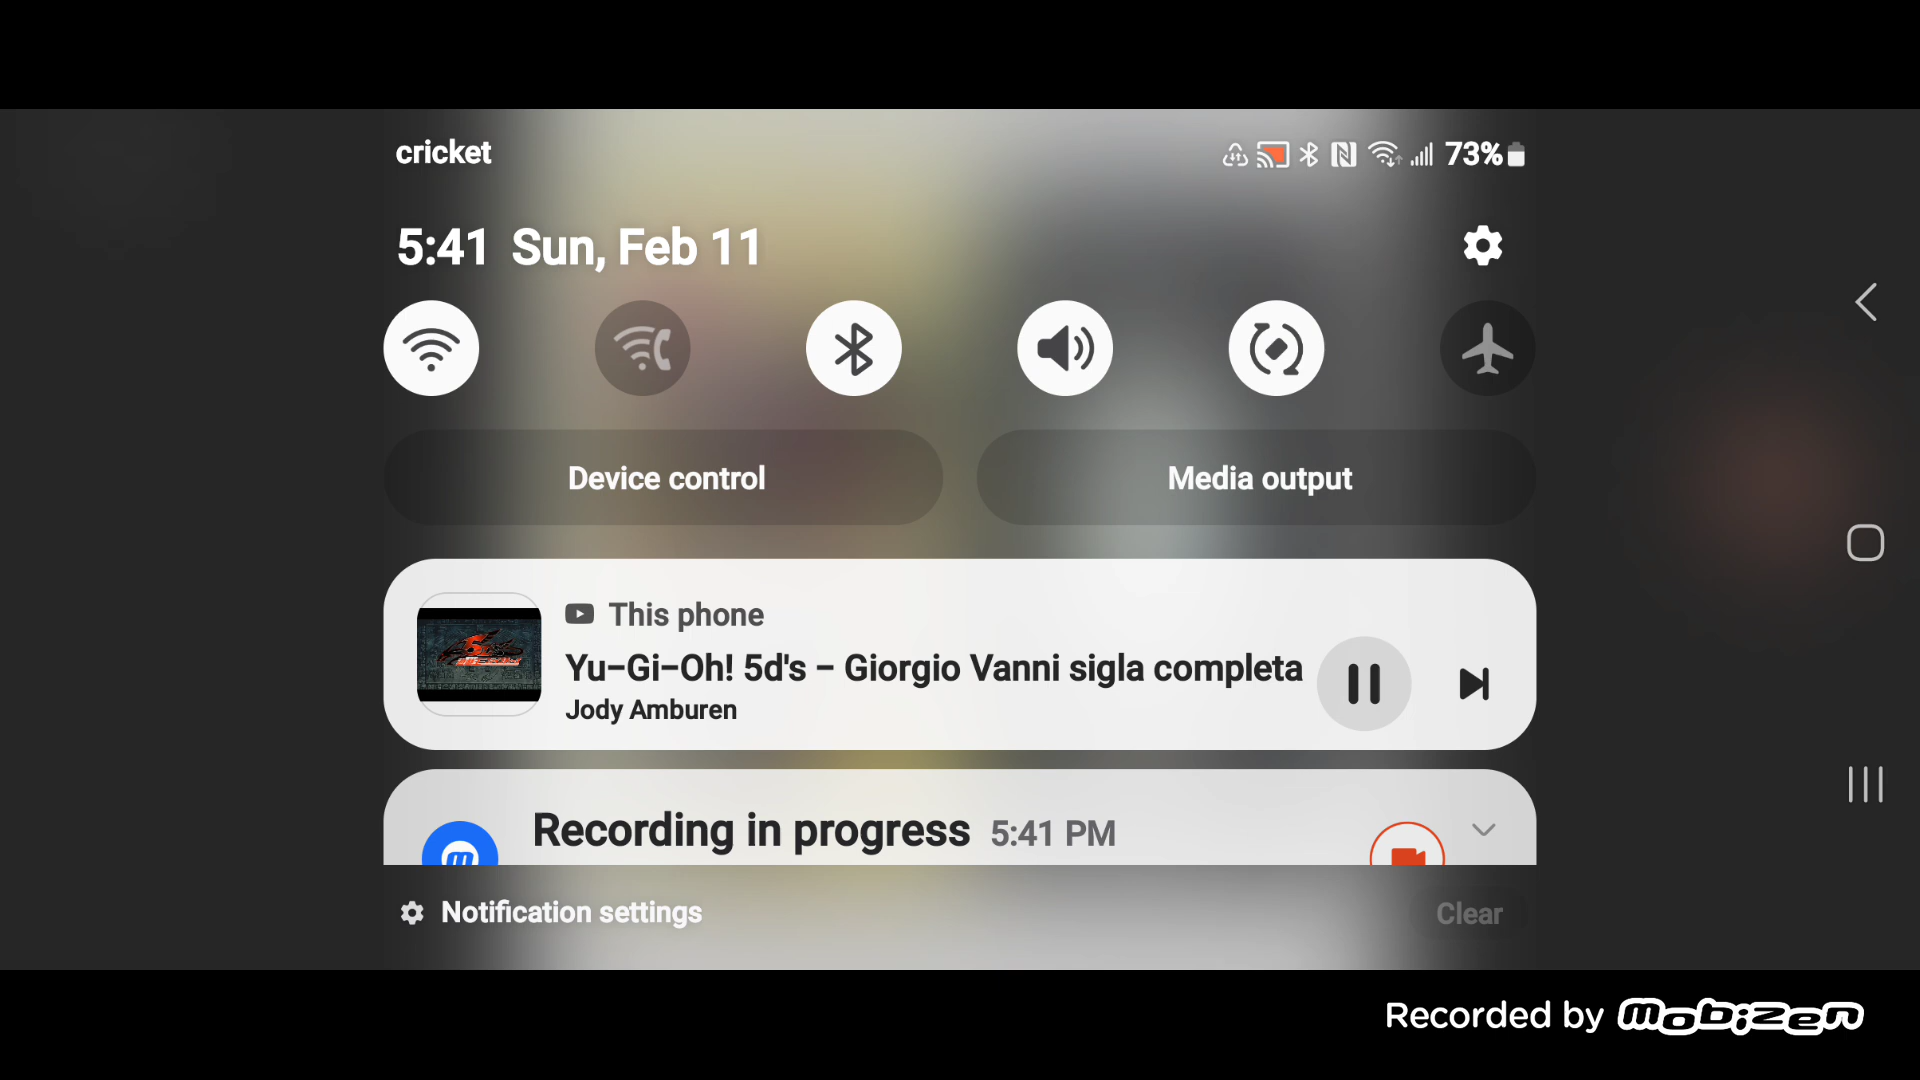 cricket
73%
5:41 Sun, Feb 11
Device control
Media output
This phone
Yu-Gi-Oh! 5d's - Giorgio Vanni sigla completa
Jody Amburen
Recording in progress 5:41 PM
Notification settings
Clear
Recorded by mobizen